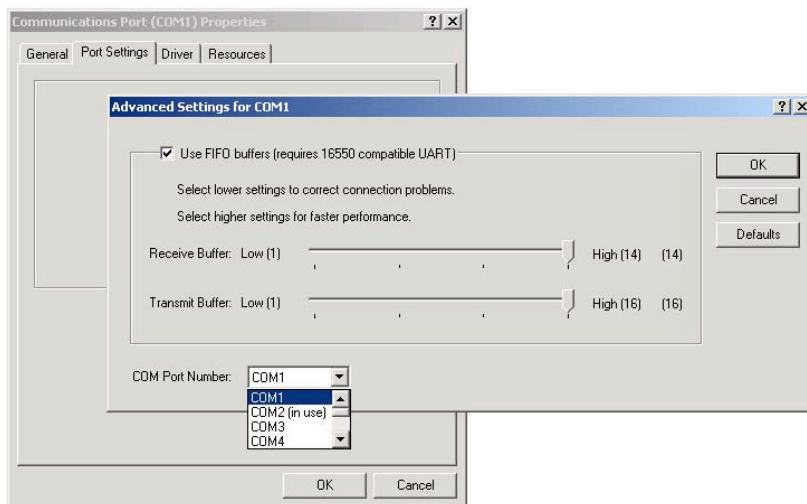 Communications Port (COM1) Properties
General Port Settings Driver Resources
Advanced Settings for COM1
Use FIFO buffers (requires 16550 compatible UART)
Select lower settings to correct connection problems.
Select higher settings for faster performance.
Receive Buffer: Low (1) High (14) (14)
Transmit Buffer: Low (1) High (16) (16)
OK
Cancel
Defaults
COM Port Number: COM1
COM1
COM2 (in use)
COM3
COM4
OK Cancel